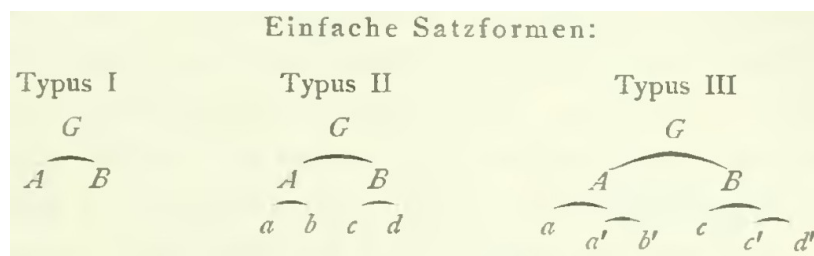 Einfache Satzformen:
Typus I Typus II Typus III
G G G
A B A B A B
a b c d a a' b' c c' d'